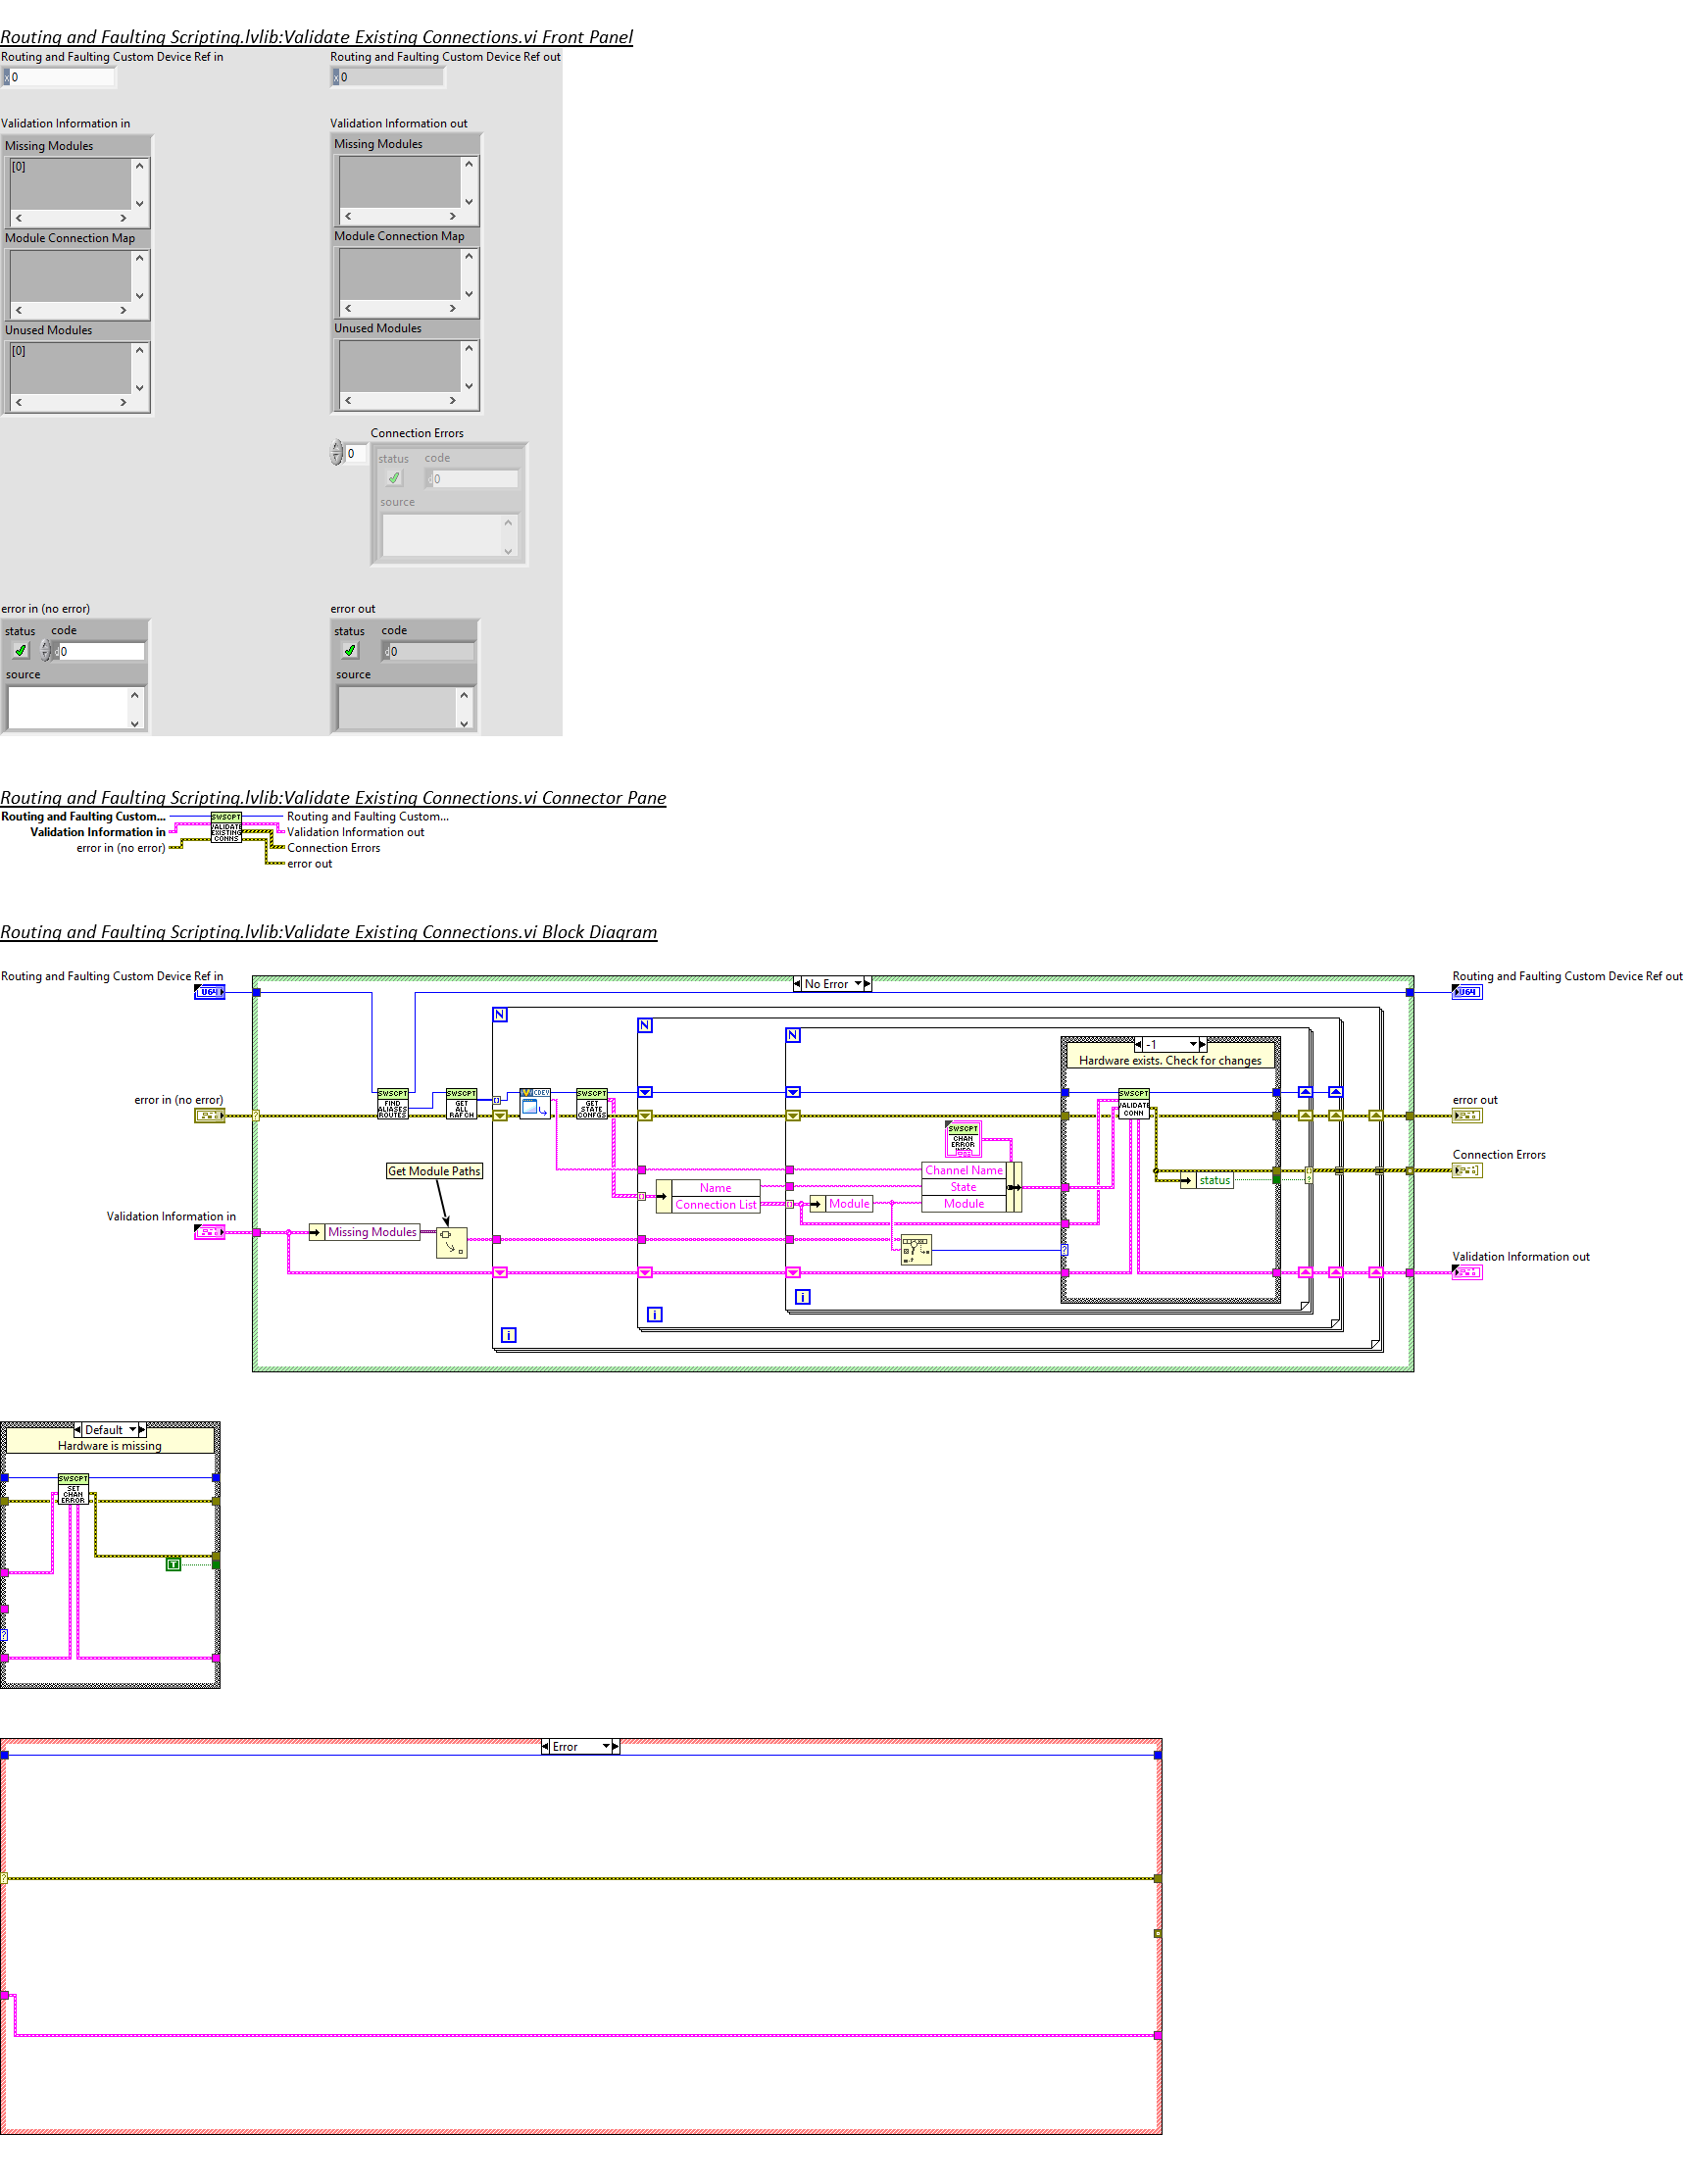 Routing and Faulting Scripting.lvlib:Validate Existing Connections.vi Front Panel
Routing and Faulting Custom Device Ref in
Routing and Faulting Custom Device Ref out
x 0
x 0
Validation Information in
Validation Information out
Missing Modules
Missing Modules
[0]
Module Connection Map
Module Connection Map
Unused Modules
Unused Modules
[0]
Connection Errors
0
status code
d 0
source
error in (no error)
error out
status code
status code
d 0
d 0
source
source
Routing and Faulting Scripting.lvlib:Validate Existing Connections.vi Connector Pane
Routing and Faulting Custom...
Validation Information in
error in (no error)
SWSCPT
VALIDATE
EXISTING
CONNS
Routing and Faulting Custom...
Validation Information out
Connection Errors
error out
Routing and Faulting Scripting.lvlib:Validate Existing Connections.vi Block Diagram
Routing and Faulting Custom Device Ref in
U64
No Error
Routing and Faulting Custom Device Ref out
U64
N
N
N
-1
Hardware exists. Check for changes
error in (no error)
?
SWSCPT
FIND
ALIASES
ROUTES
SWSCPT
GET
ALL
RAF CH
CDEV
SWSCPT
GET
STATE
CONFGS
SWSCPT
VALIDATE
CONN
error out
SWSCPT
CHAN
ERROR
INFO
Connection Errors
Get Module Paths
Channel Name
State
Module
Name
Connection List
Module
status
?
Validation Information in
Missing Modules
?
Validation Information out
i
i
i
Default
Hardware is missing
SWSCPT
SET
CHAN
ERROR
T
?
Error
?